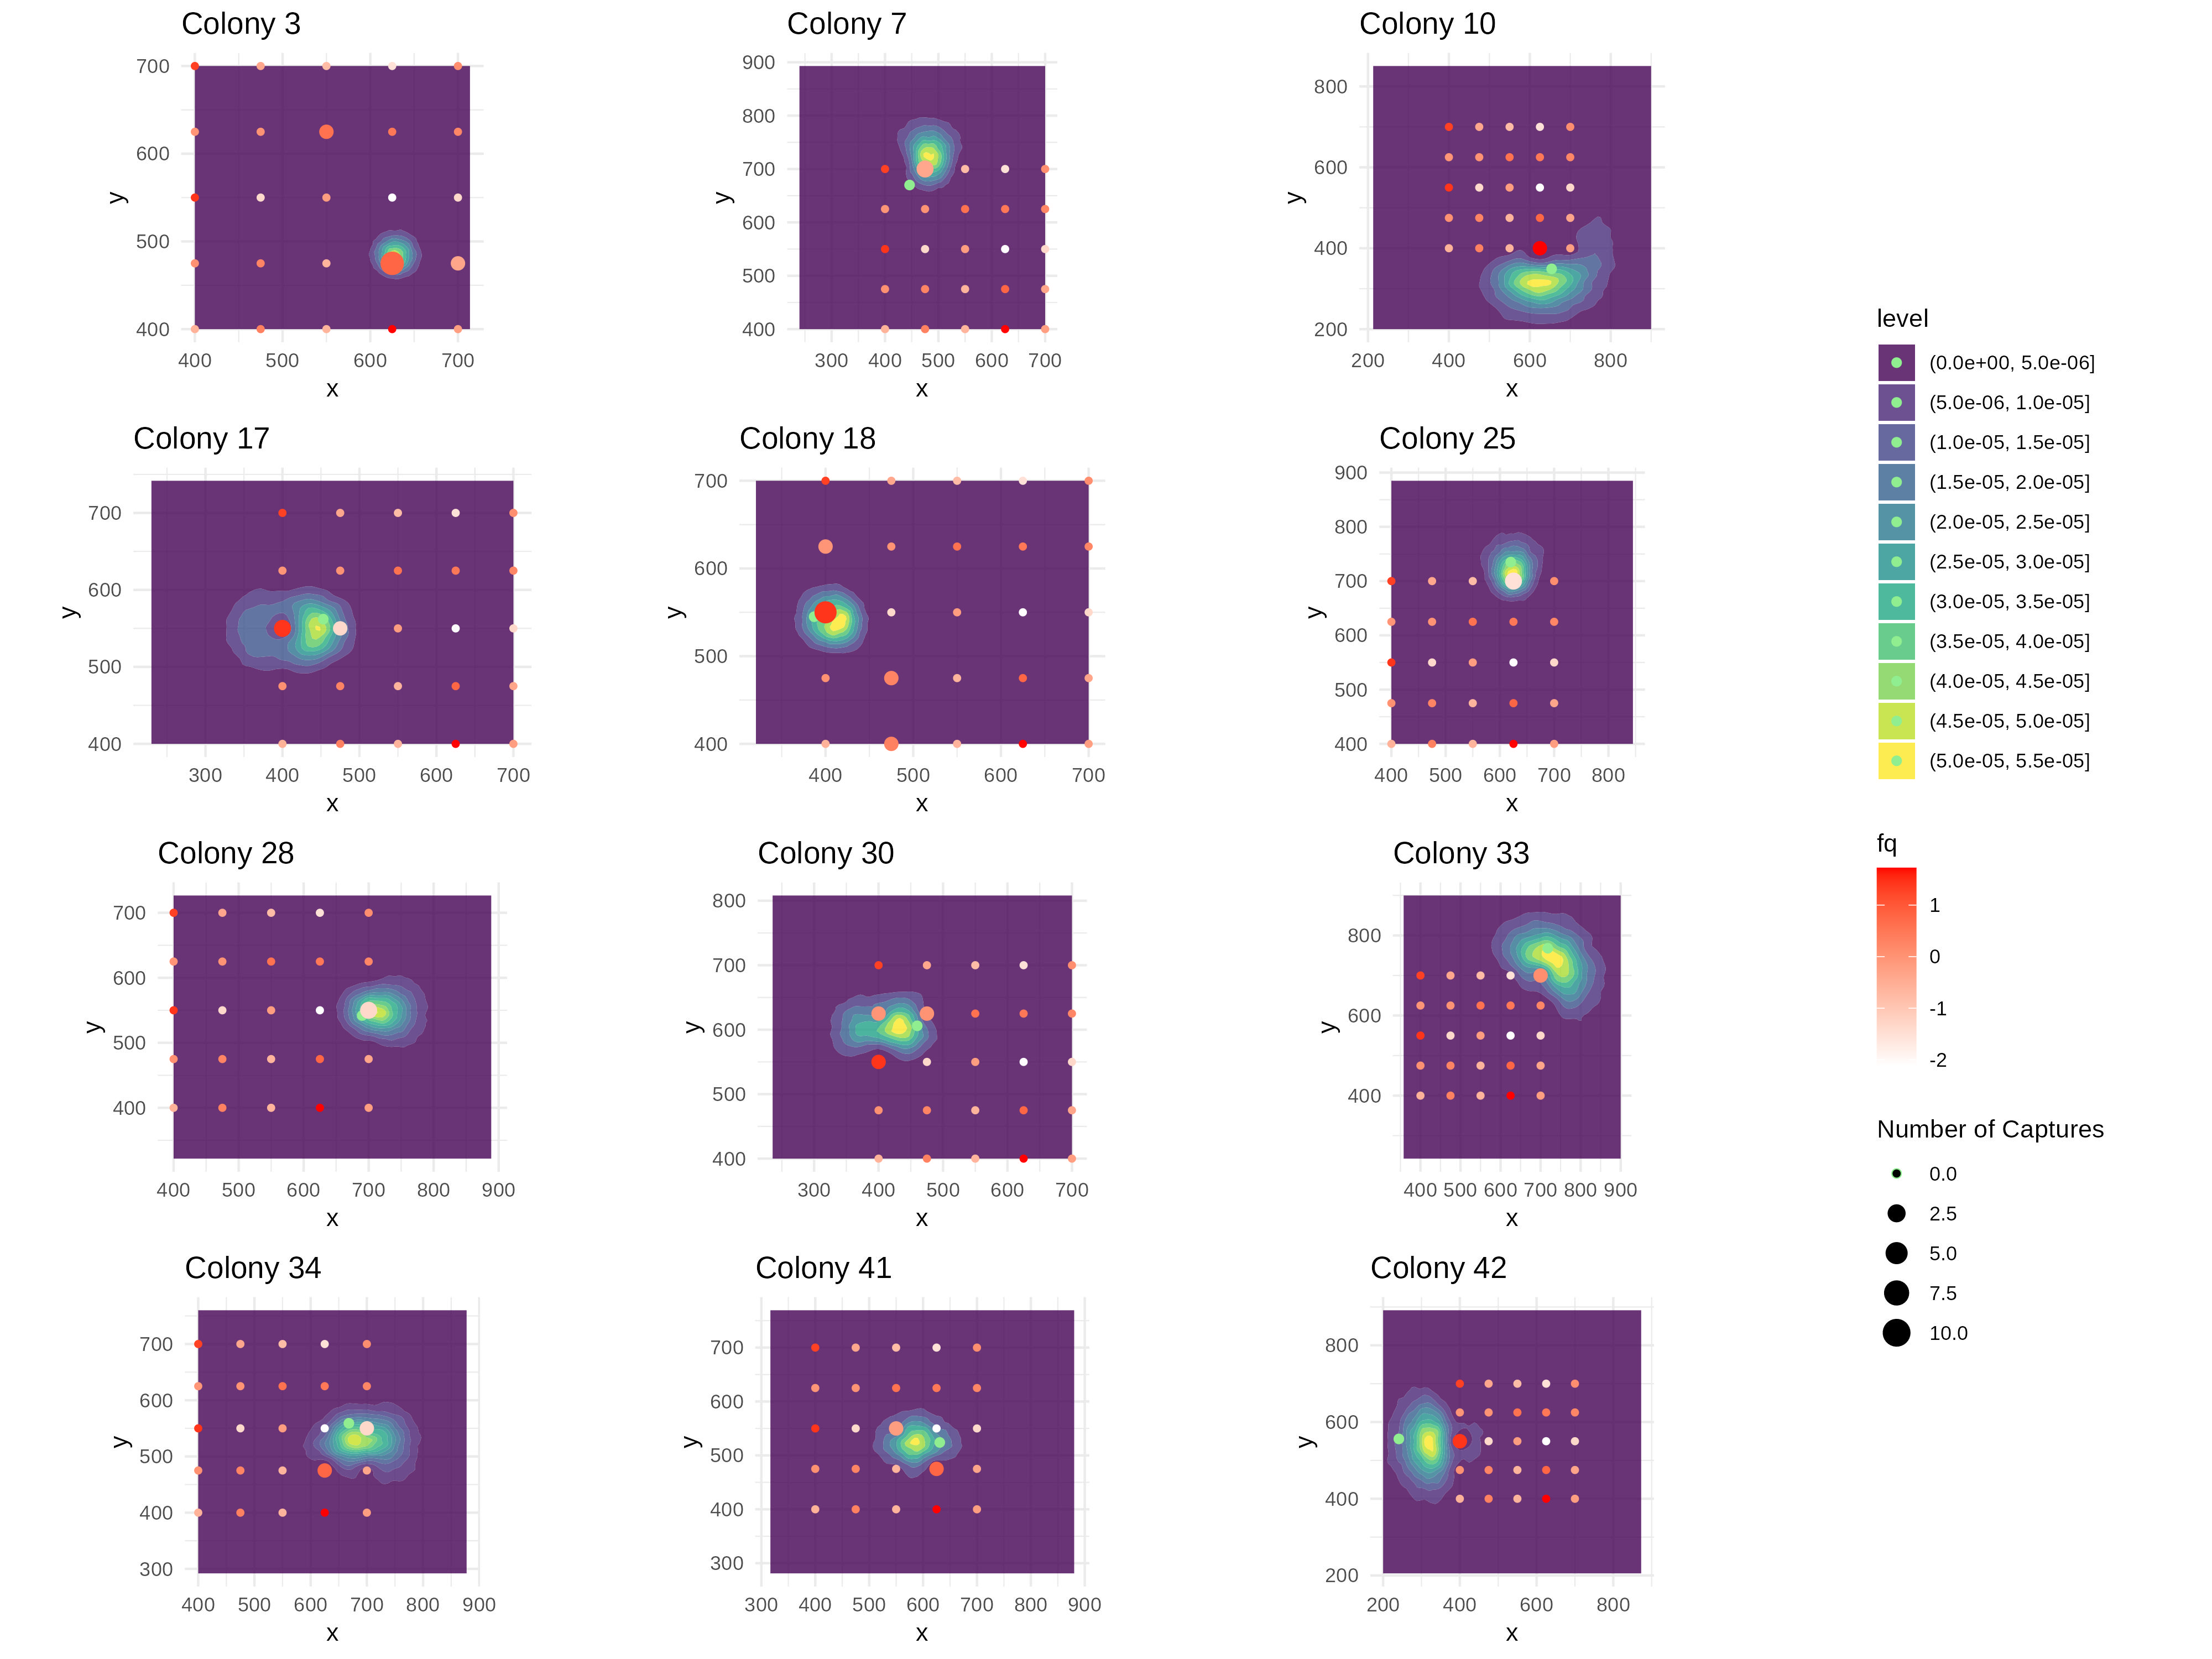 Colony 3
700
600
500
400
400 500 600 700
x
y
Colony 7
900
800
700
600
500
400
300 400 500 600 700
x
y
Colony 10
800
600
400
200
200 400 600 800
x
y
Colony 17
700
600
500
400
300 400 500 600 700
x
y
Colony 18
700
600
500
400
400 500 600 700
x
y
Colony 25
900
800
700
600
500
400
400 500 600 700 800
x
y
Colony 28
700
600
500
400
400 500 600 700 800 900
x
y
Colony 30
800
700
600
500
400
300 400 500 600 700
x
y
Colony 33
800
600
400
400 500 600 700 800 900
x
y
Colony 34
700
600
500
400
300
400 500 600 700 800 900
x
y
Colony 41
700
600
500
400
300
300 400 500 600 700 800 900
x
y
Colony 42
800
600
400
200
200 400 600 800
x
y
level
(0.0e+00, 5.0e-06]
(5.0e-06, 1.0e-05]
(1.0e-05, 1.5e-05]
(1.5e-05, 2.0e-05]
(2.0e-05, 2.5e-05]
(2.5e-05, 3.0e-05]
(3.0e-05, 3.5e-05]
(3.5e-05, 4.0e-05]
(4.0e-05, 4.5e-05]
(4.5e-05, 5.0e-05]
(5.0e-05, 5.5e-05]
fq
1
0
-1
-2
Number of Captures
0.0
2.5
5.0
7.5
10.0